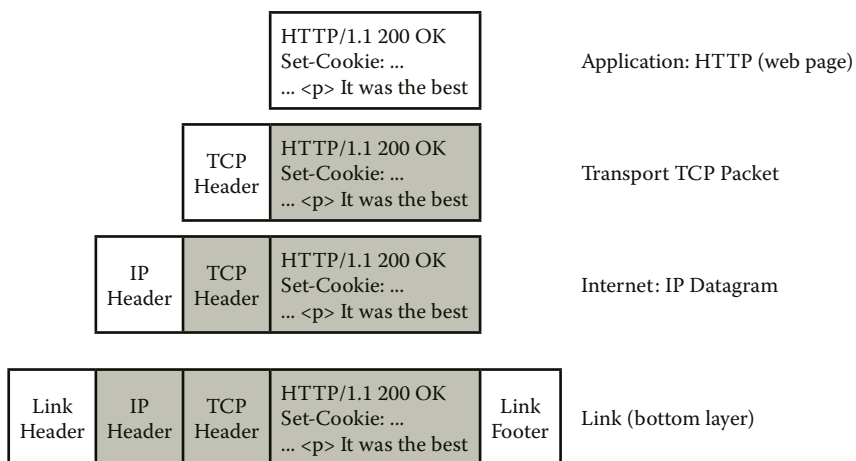 HTTP/1.1 200 OK
Set-Cookie: ...
... <p> It was the best
Application: HTTP (web page)
TCP
Header
HTTP/1.1 200 OK
Set-Cookie: ...
... <p> It was the best
Transport TCP Packet
IP
Header
TCP
Header
HTTP/1.1 200 OK
Set-Cookie: ...
... <p> It was the best
Internet: IP Datagram
Link
Header
IP
Header
TCP
Header
HTTP/1.1 200 OK
Set-Cookie: ...
... <p> It was the best
Link
Footer
Link (bottom layer)